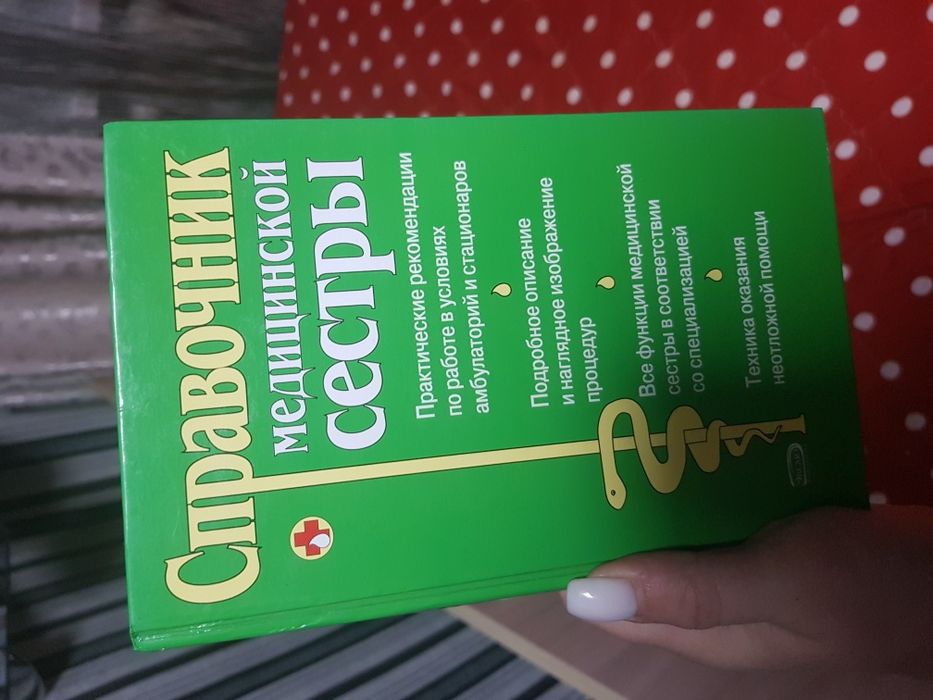 Справочник
медицинской
сестры
Практические рекомендации
по работе в условиях
амбулаторий и стационаров
Подробное описание
и наглядное изображение
процедур
Все функции медицинской
сестры в соответствии
со специализацией
Техника оказания
неотложной помощи